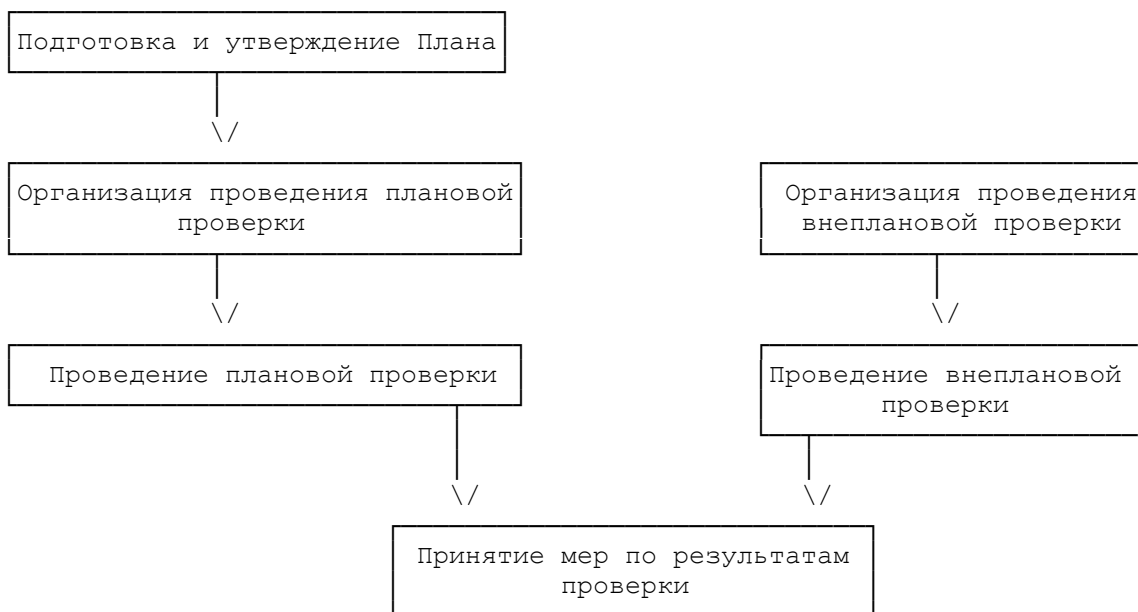 Подготовка и утверждение Плана
Организация проведения плановой
проверки
Организация проведения
внеплановой проверки
Проведение плановой проверки
Проведение внеплановой
проверки
Принятие мер по результатам
проверки